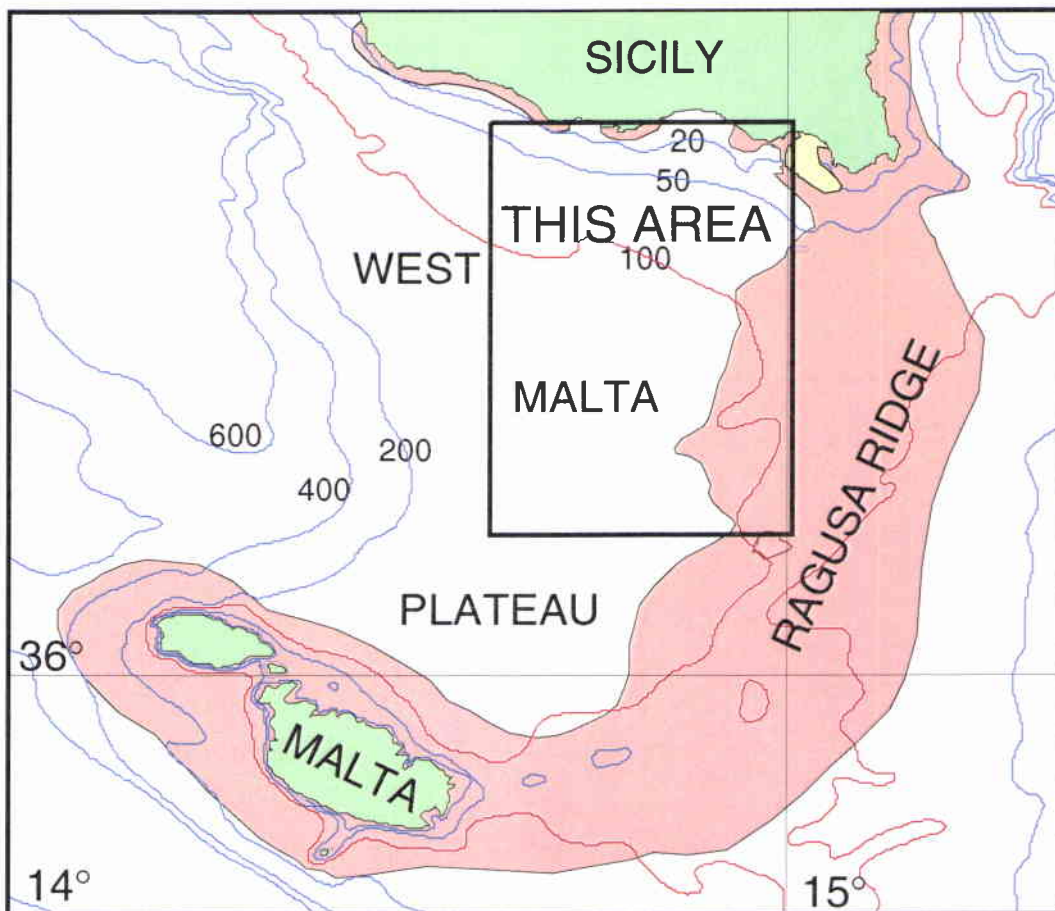 SICILY
20
50
THIS AREA
100
WEST
MALTA
600
200
400
RAGUSA RIDGE
PLATEAU
36°
MALTA
14°
15°